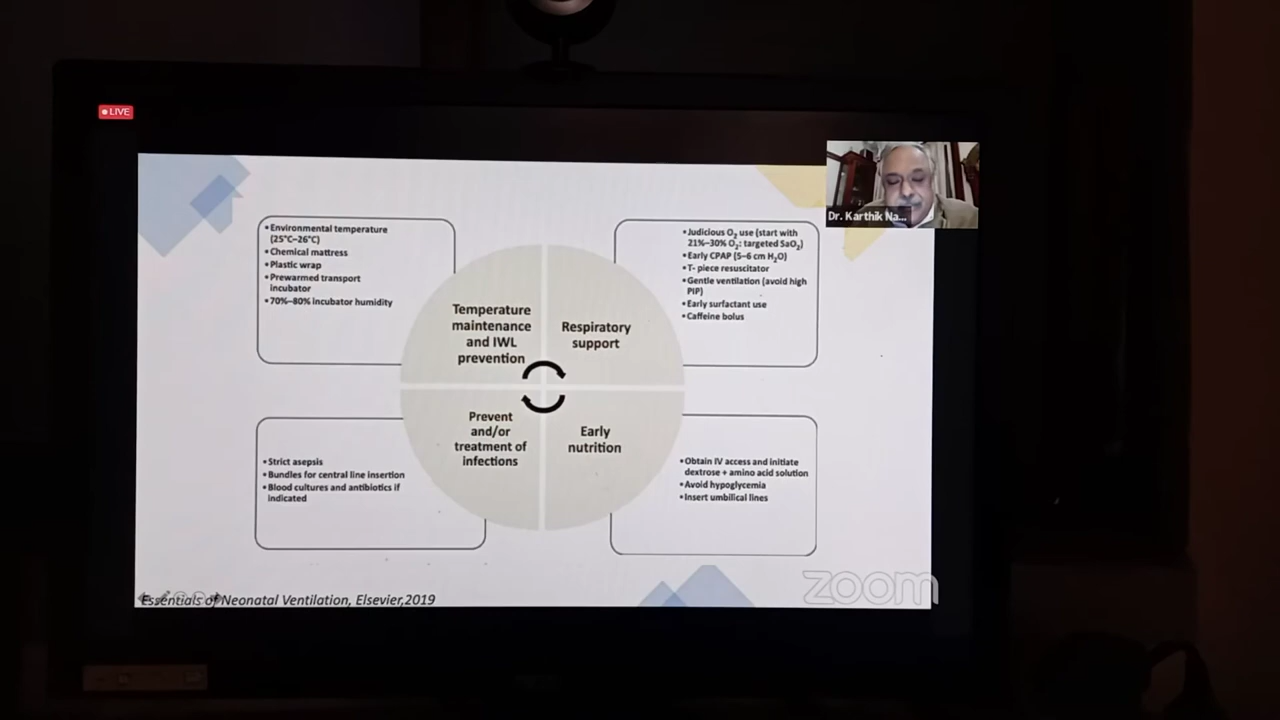 LIVE
Dr. Karthik Na...
• Environmental temperature
(25°C–26°C)
• Chemical mattress
• Plastic wrap
• Prewarmed transport
incubator
• 70%–80% incubator humidity
Temperature
maintenance
and IWL
prevention
Respiratory
support
• Judicious O₂ use (start with
21%–30% O₂: targeted SaO₂)
• Early CPAP (5–6 cm H₂O)
• T- piece resuscitator
• Gentle ventilation (avoid high
PIP)
• Early surfactant use
• Caffeine bolus
• Strict asepsis
• Bundles for central line insertion
• Blood cultures and antibiotics if
indicated
Prevent
and/or
treatment of
infections
Early
nutrition
• Obtain IV access and initiate
dextrose + amino acid solution
• Avoid hypoglycemia
• Insert umbilical lines
Essentials of Neonatal Ventilation, Elsevier,2019
zoom